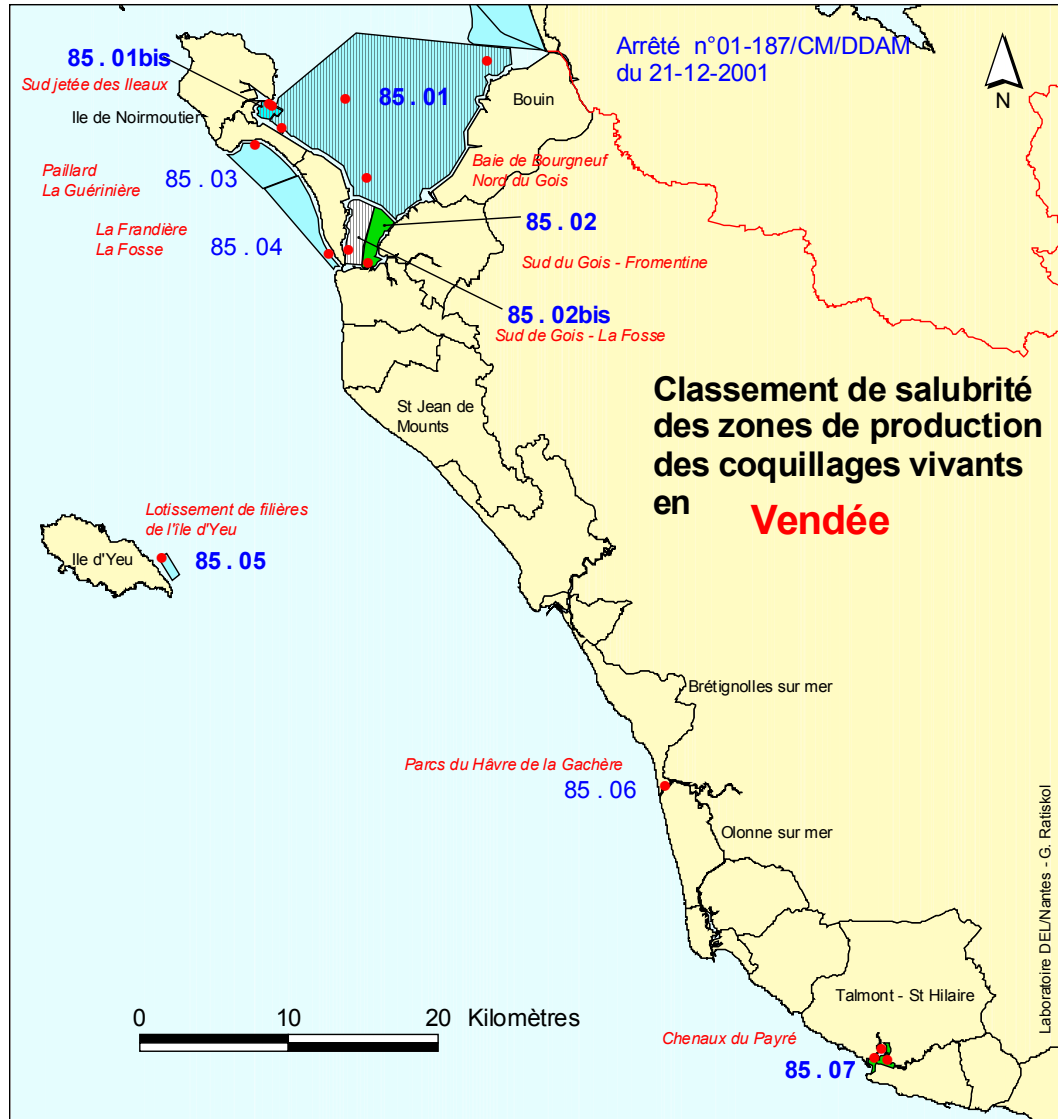 Arrêté n°01-187/CM/DDAM
du 21-12-2001
N
85 . 01bis
Sud jetée des Ileaux
Ile de Noirmoutier
85 . 01
Bouin
Baie de Bourgneuf
Nord du Gois
Paillard
La Guérinière
85 . 03
85 . 02
La Frandière
La Fosse
85 . 04
Sud du Gois - Fromentine
85 . 02bis
Sud de Gois - La Fosse
Classement de salubrité
des zones de production
des coquillages vivants
en
Vendée
St Jean de
Mounts
Lotissement de filières
de l'île d'Yeu
Ile d'Yeu
85 . 05
Brétignolles sur mer
Parcs du Hâvre de la Gachère
85 . 06
Olonne sur mer
Talmont - St Hilaire
0 10 20 Kilomètres
Chenaux du Payré
85 . 07
Laboratoire DEL/Nantes - G. Ratiskol